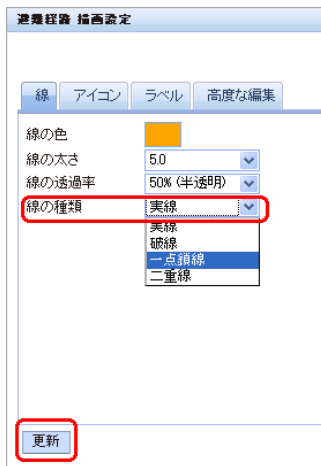 避難経路 描画設定
線 アイコン ラベル 高度な編集
線の色
線の太さ 5.0
線の透過率 50% (半透明)
線の種類 実線
実線
破線
一点鎖線
二重線
更新